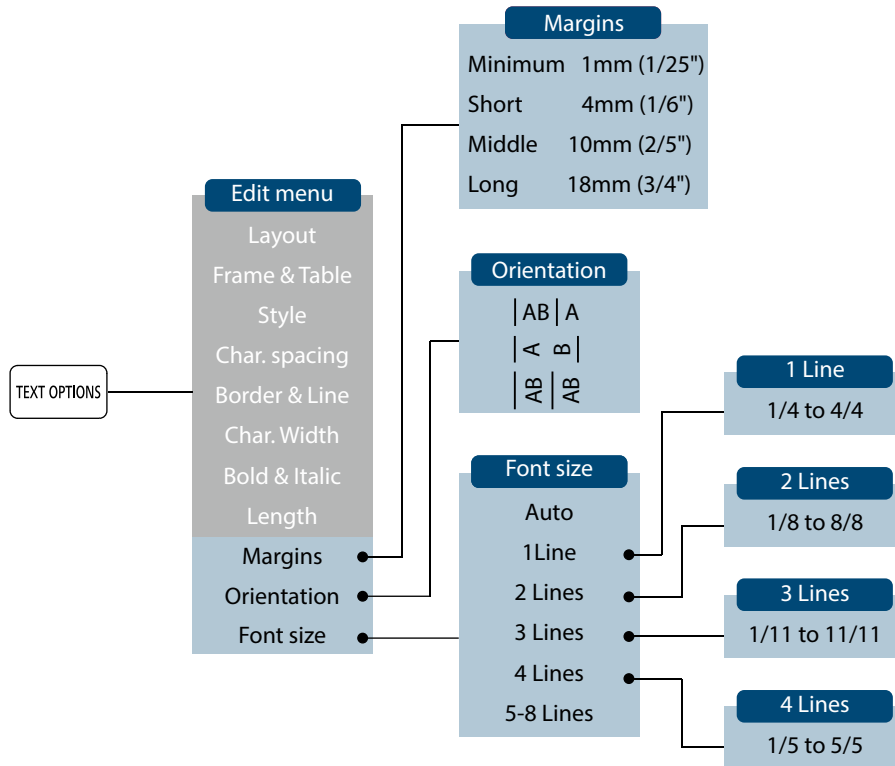 TEXT OPTIONS
Edit menu
Layout
Frame & Table
Style
Char. spacing
Border & Line
Char. Width
Bold & Italic
Length
Margins
Orientation
Font size
Margins
Minimum 1mm (1/25")
Short 4mm (1/6")
Middle 10mm (2/5")
Long 18mm (3/4")
Orientation
|AB|A
|A B|
|AB|AB
Font size
Auto
1Line
2 Lines
3 Lines
4 Lines
5-8 Lines
1 Line
1/4 to 4/4
2 Lines
1/8 to 8/8
3 Lines
1/11 to 11/11
4 Lines
1/5 to 5/5